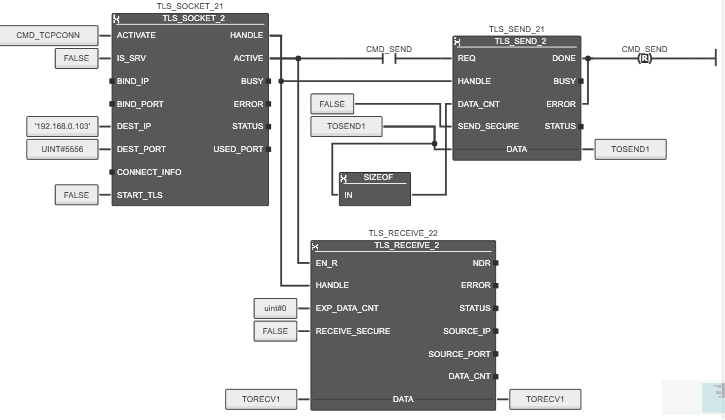 TLS_SOCKET_21
TLS_SOCKET_2
CMD_TCPCONN
ACTIVATE
HANDLE
FALSE
IS_SRV
ACTIVE
BIND_IP
BUSY
BIND_PORT
ERROR
'192.168.0.103'
DEST_IP
STATUS
UINT#5556
DEST_PORT
USED_PORT
CONNECT_INFO
FALSE
START_TLS
CMD_SEND
TLS_SEND_21
TLS_SEND_2
REQ
DONE
CMD_SEND
R
HANDLE
BUSY
FALSE
DATA_CNT
ERROR
TOSEND1
SEND_SECURE
STATUS
DATA
TOSEND1
SIZEOF
IN
TLS_RECEIVE_22
TLS_RECEIVE_2
EN_R
NDR
HANDLE
ERROR
uint#0
EXP_DATA_CNT
STATUS
FALSE
RECEIVE_SECURE
SOURCE_IP
SOURCE_PORT
DATA_CNT
TORECV1
DATA
TORECV1